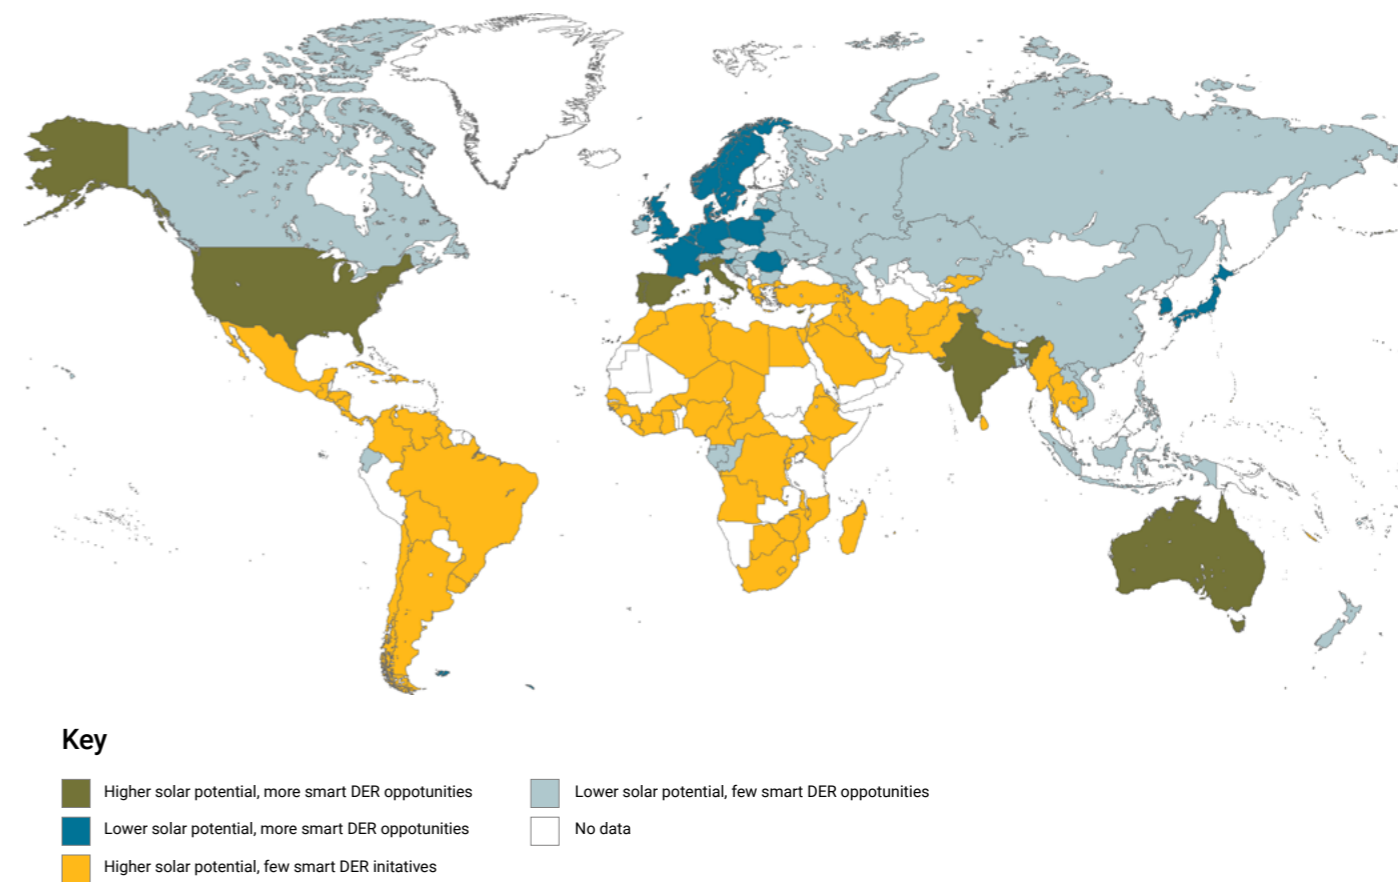 Key
Higher solar potential, more smart DER oppotunities
Lower solar potential, more smart DER oppotunities
Higher solar potential, few smart DER initatives
Lower solar potential, few smart DER oppotunities
No data